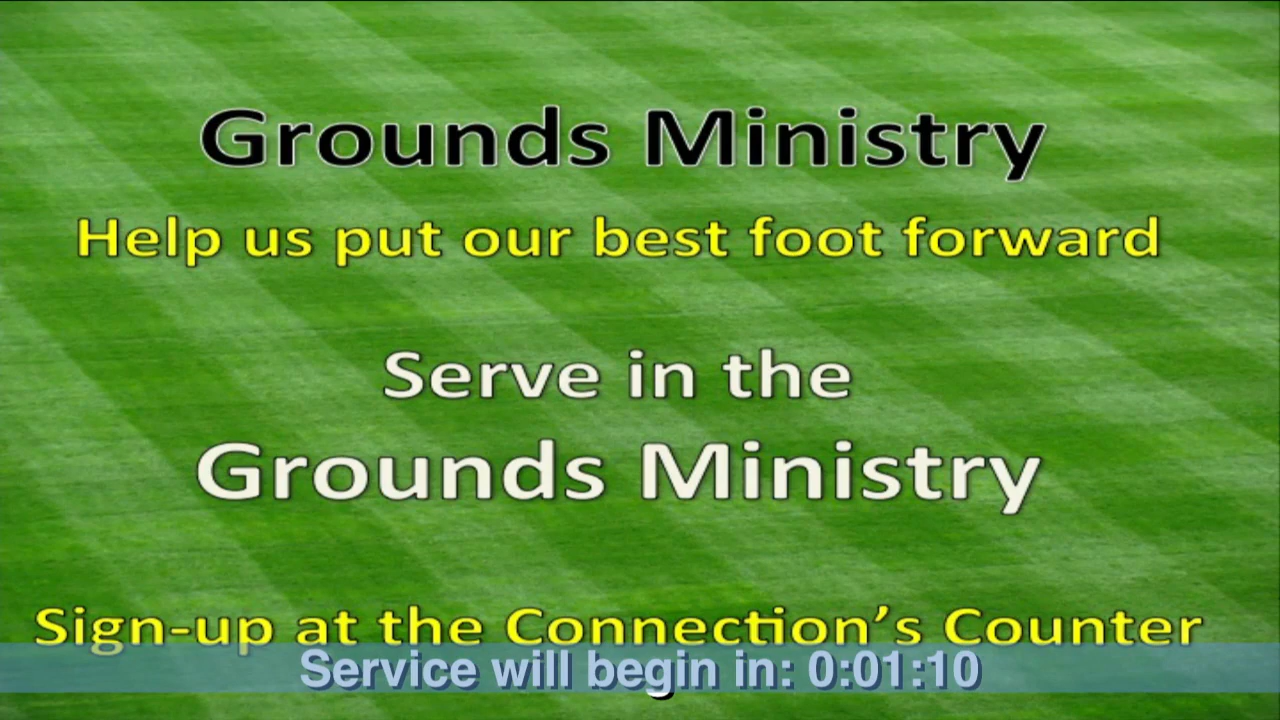 Grounds Ministry
Help us put our best foot forward
Serve in the
Grounds Ministry
Sign-up at the Connection’s Counter
Service will begin in: 0:01:10